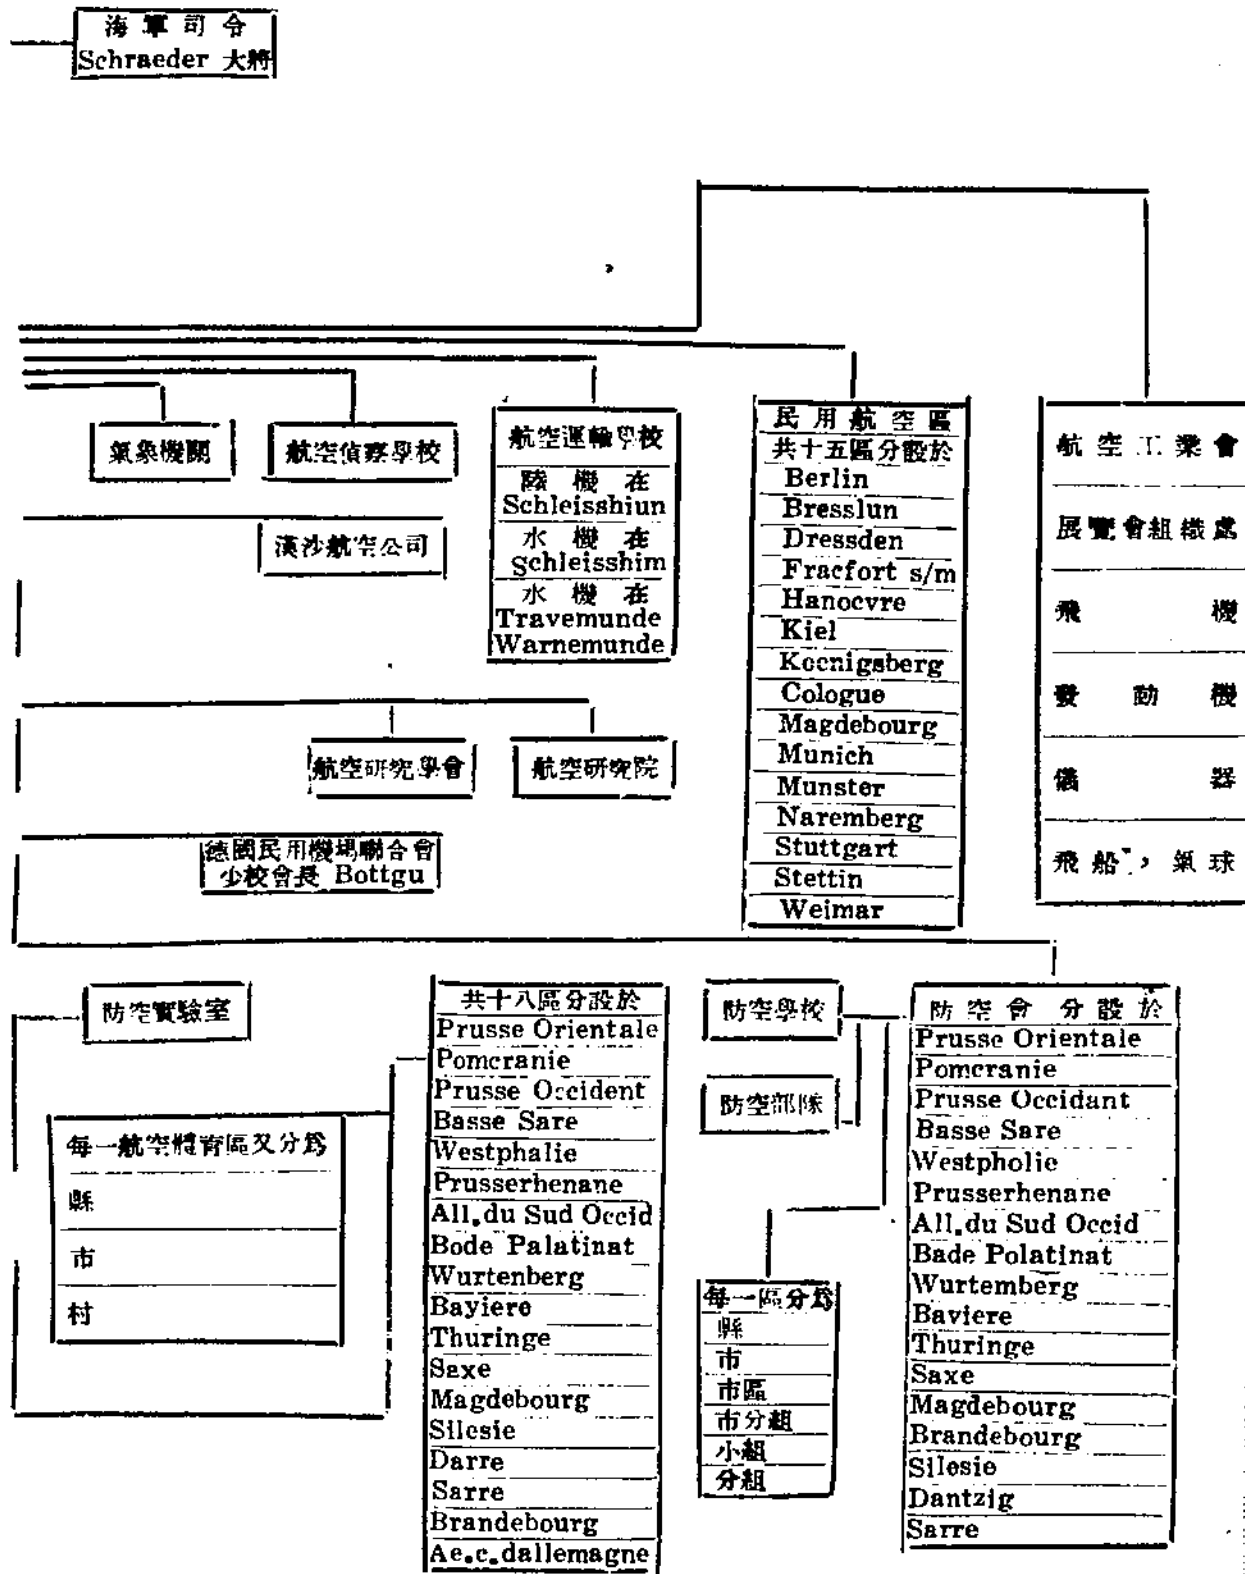 海軍司令
Schraeder 大將
氣象機關
航空偵察學校
航空運輸學校
陸機在
Schleisshiun
水機在
Schleisshim
水機在
Travemunde
Warnemunde
民用航空區
共十五區分設於
Berlin
Bresslun
Dressden
Fracfort s/m
Hanocvre
Kiel
Kocnigsberg
Cologue
Magdebourg
Munich
Munster
Naremberg
Stuttgart
Stettin
Weimar
航空工業會
展覽會組織處
飛機
發動機
儀器
飛船，氣球
漢沙航空公司
航空研究學會
航空研究院
德國民用機場聯合會
少校會長 Bottgu
防空實驗室
每一航空體育區又分爲
縣
市
村
共十八區分設於
Prusse Orientale
Pomcranie
Prusse Occident
Basse Sare
Westphalie
Prusserhenane
All.du Sud Occid
Bode Palatinat
Wurtenberg
Bayiere
Thuringe
Saxe
Magdebourg
Silesie
Darre
Sarre
Brandebourg
Ae.c.dallemagne
防空學校
防空部隊
每一區分爲
縣
市
市區
市分組
小組
分組
防空會分設於
Prusse Orientale
Pomcranie
Prusse Occidant
Basse Sare
Westpholie
Prusserhenane
All.du Sud Occid
Bade Polatinat
Wurtemberg
Baviere
Thuringe
Saxe
Magdebourg
Brandebourg
Silesie
Dantzig
Sarre